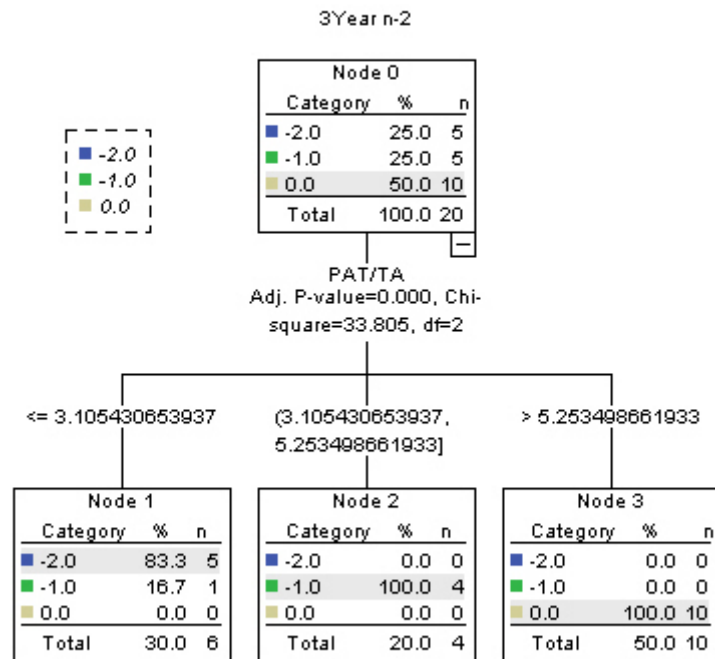 3Year n-2
-2.0
-1.0
0.0
Node 0
Category % n
-2.0 25.0 5
-1.0 25.0 5
0.0 50.0 10
Total 100.0 20
PAT/TA
Adj. P-value=0.000, Chi-
square=33.805, df=2
<= 3.105430653937
(3.105430653937,
5.253498661933]
> 5.253498661933
Node 1
Category % n
-2.0 83.3 5
-1.0 16.7 1
0.0 0.0 0
Total 30.0 6
Node 2
Category % n
-2.0 0.0 0
-1.0 100.0 4
0.0 0.0 0
Total 20.0 4
Node 3
Category % n
-2.0 0.0 0
-1.0 0.0 0
0.0 100.0 10
Total 50.0 10